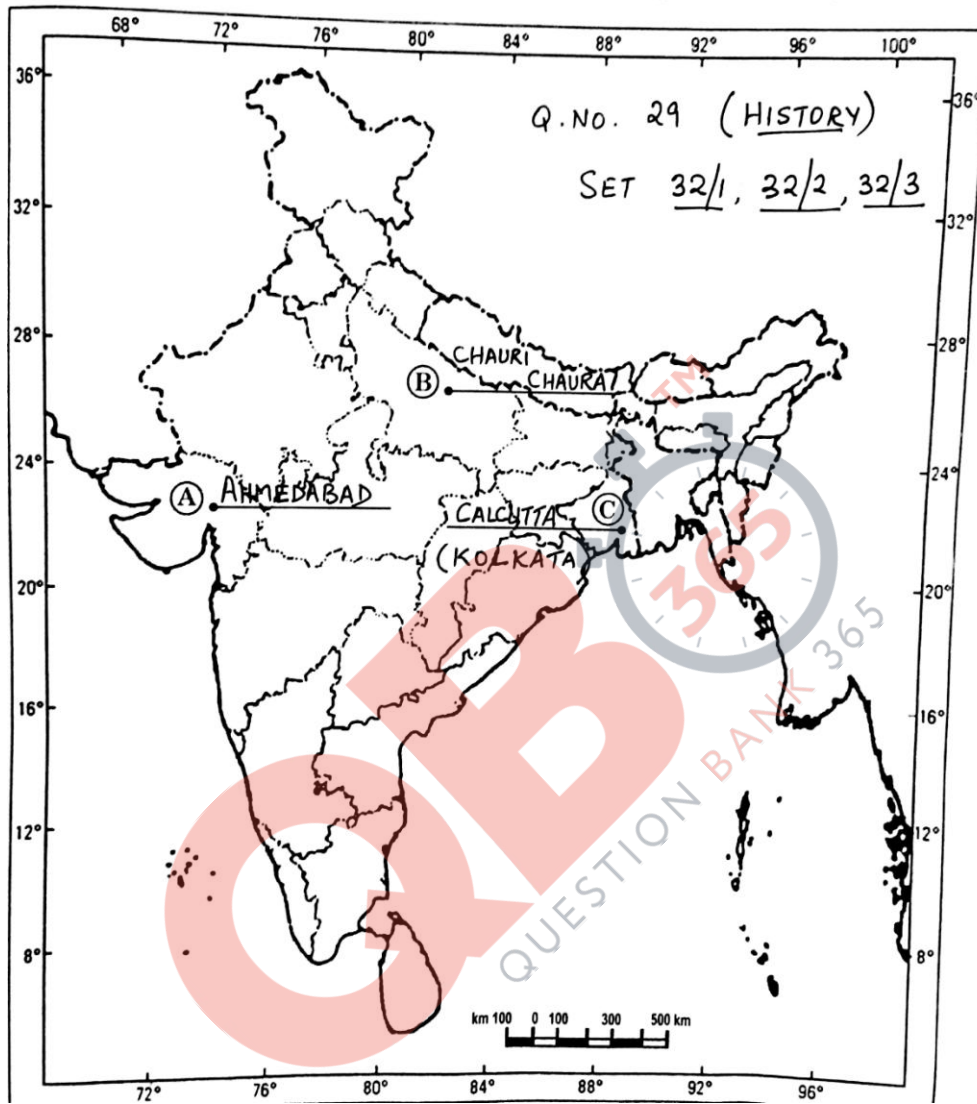 68° 72° 76° 80° 84° 88° 92° 96° 100°
36° 36°
Q.NO. 29 (HISTORY)
SET 32/1, 32/2, 32/3
32° 32°
28° 28°
CHAURI
B CHAURA
TM
24° 24°
A AHMEDABAD
CALCUTTA C
(KOLKATA
365
20° 20°
QB
16° 16°
QUESTION BANK 365
12° 12°
8° 8°
km 100 0 100 300 500 km
72° 76° 80° 84° 88° 92° 96°